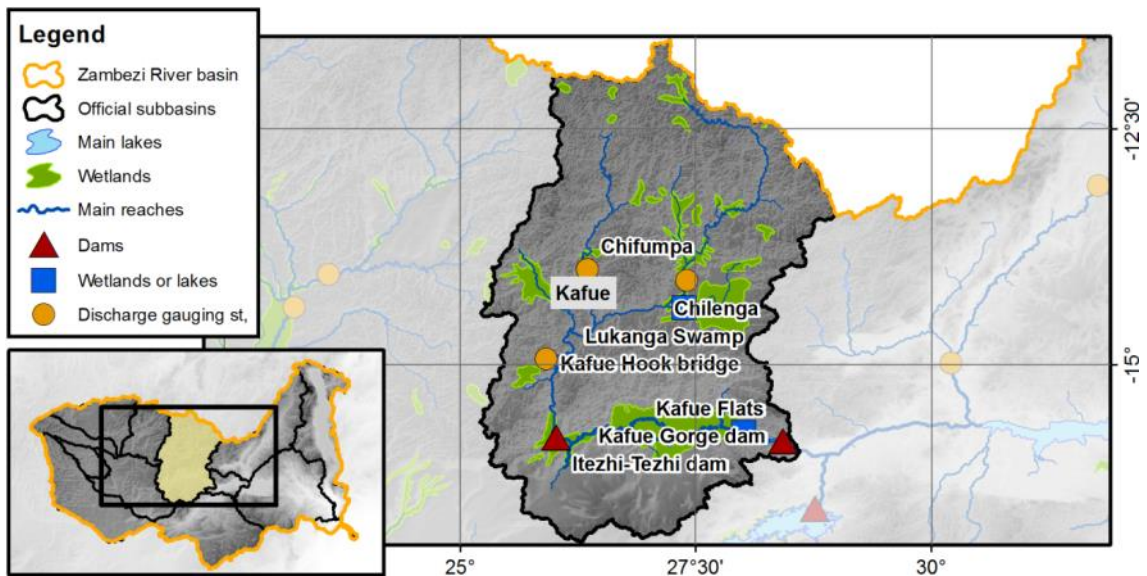 Legend
Zambezi River basin
Official subbasins
Main lakes
Wetlands
Main reaches
Dams
Wetlands or lakes
Discharge gauging st,
Chifumpa
Kafue
Chilenga
Lukanga Swamp
Kafue Hook bridge
Kafue Flats
Kafue Gorge dam
Itezhi-Tezhi dam
-12°30'
-15°
25°
27°30'
30°